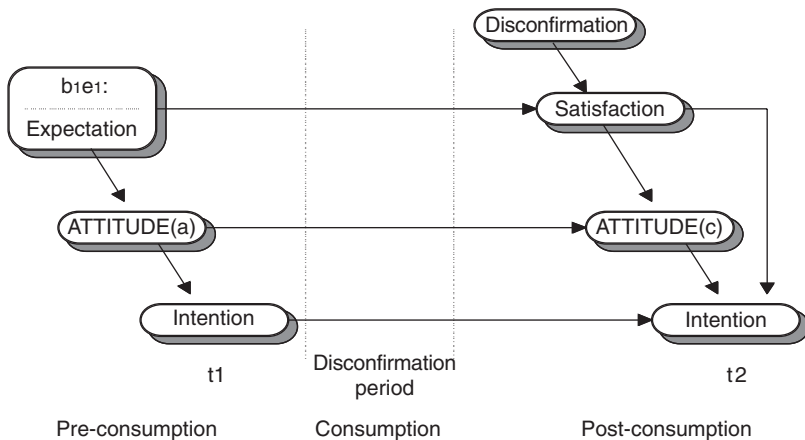 Disconfirmation
b1e1:
Expectation
Satisfaction
ATTITUDE(a)
ATTITUDE(c)
Intention
Intention
t1
Disconfirmation
period
t2
Pre-consumption
Consumption
Post-consumption